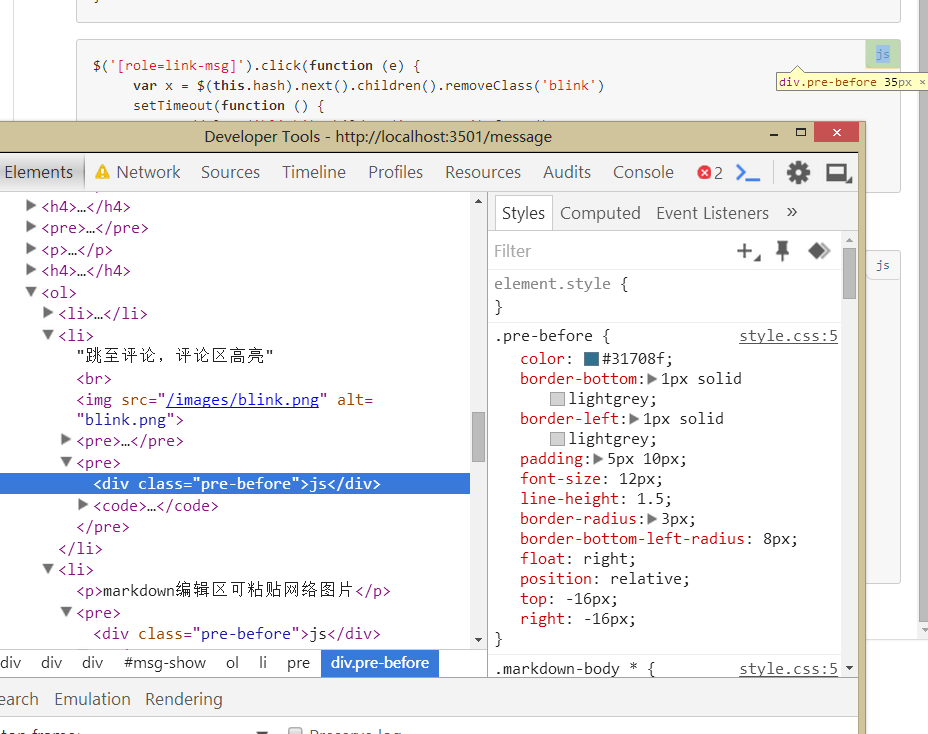 }
$('[role=link-msg]').click(function (e) {
js
var x = $(this.hash).next().children().removeClass('blink')
div.pre-before 35px ×
setTimeout(function () {
Developer Tools - http://localhost:3501/message
Elements Network Sources Timeline Profiles Resources Audits Console 2
<h4>…</h4>
<pre>…</pre>
<p>…</p>
<h4>…</h4>
<ol>
<li>…</li>
<li>
"跳至评论，评论区高亮"
<br>
<img src="/images/blink.png" alt=
"blink.png">
<pre>…</pre>
<pre>
<div class="pre-before">js</div>
<code>…</code>
</pre>
</li>
<li>
<p>markdown编辑区可粘贴网络图片</p>
<pre>
<div class="pre-before">js</div>
Styles Computed Event Listeners »
Filter
element.style {
}
.pre-before { style.css:5
color: #31708f;
border-bottom: 1px solid
lightgrey;
border-left: 1px solid
lightgrey;
padding: 5px 10px;
font-size: 12px;
line-height: 1.5;
border-radius: 3px;
border-bottom-left-radius: 8px;
float: right;
position: relative;
top: -16px;
right: -16px;
}
.markdown-body * { style.css:5
js
div div div #msg-show ol li pre div.pre-before
earch Emulation Rendering